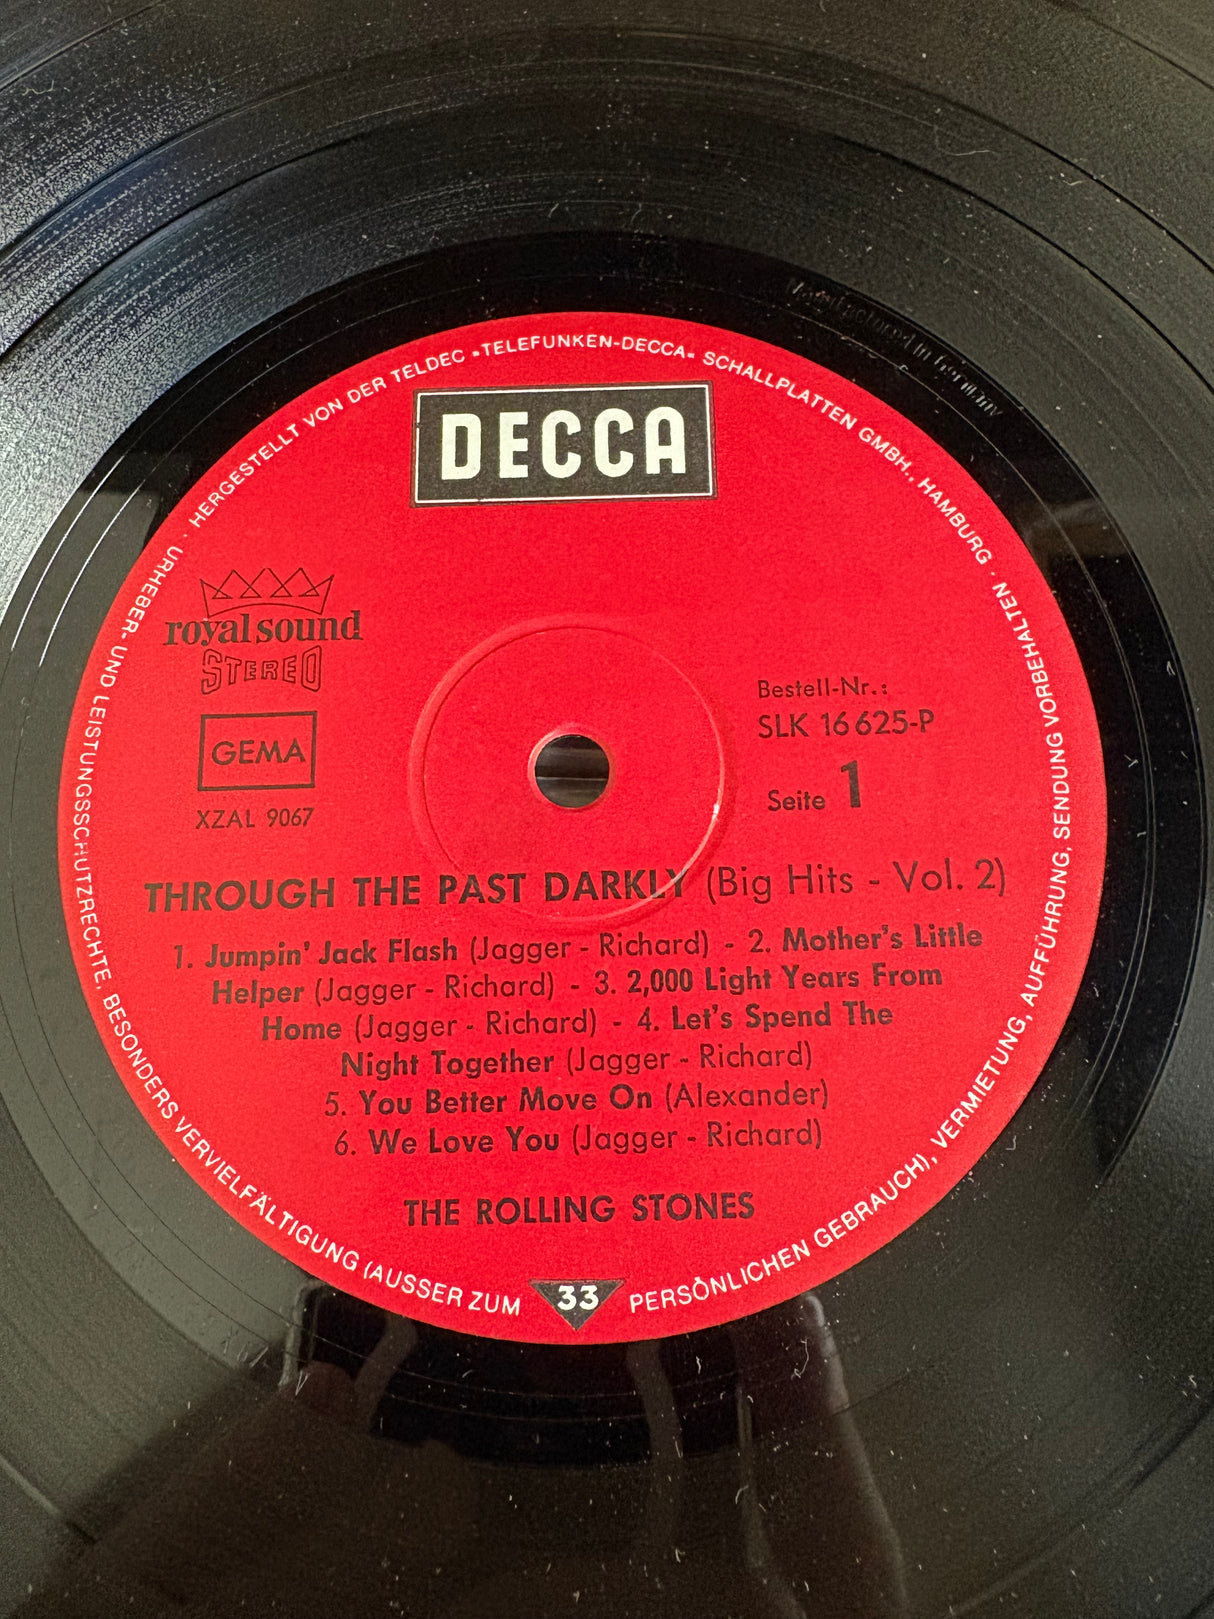 Manufactured in Germany
HERGESTELLT VON DER TELDEC »TELEFUNKEN-DECCA« SCHALLPLATTEN GMBH., HAMBURG · ALLE URHEBER- UND LEISTUNGSSCHUTZRECHTE, BESONDERS VERVIELFÄLTIGUNG (AUSSER ZUM PERSÖNLICHEN GEBRAUCH), VERMIETUNG, AUFFÜHRUNG, SENDUNG VORBEHALTEN ·
DECCA
royal sound
STEREO
GEMA
XZAL 9067
Bestell-Nr.:
SLK 16 625-P
Seite 1
THROUGH THE PAST DARKLY (Big Hits - Vol. 2)
1. Jumpin' Jack Flash (Jagger - Richard) - 2. Mother's Little
Helper (Jagger - Richard) - 3. 2,000 Light Years From
Home (Jagger - Richard) - 4. Let's Spend The
Night Together (Jagger - Richard)
5. You Better Move On (Alexander)
6. We Love You (Jagger - Richard)
THE ROLLING STONES
33